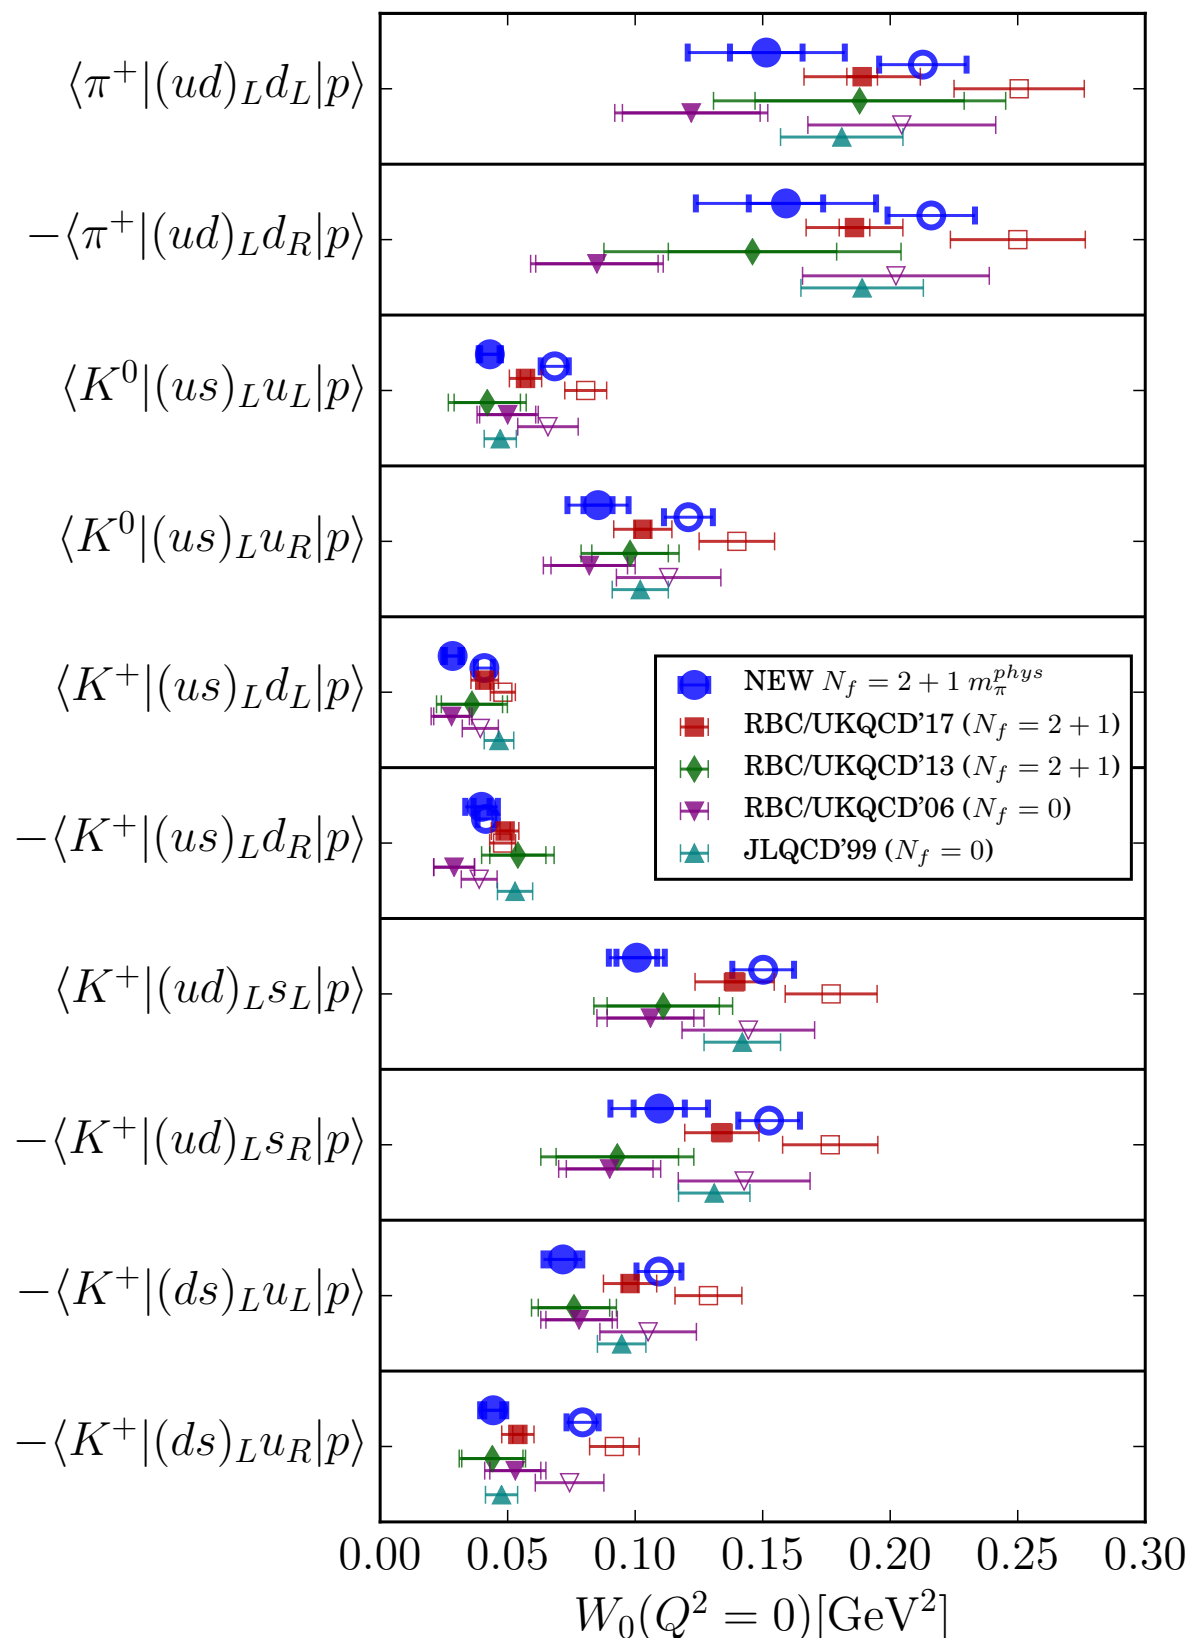 ⟨π⁺|(ud)_L d_L|p⟩
−⟨π⁺|(ud)_L d_R|p⟩
⟨K⁰|(us)_L u_L|p⟩
⟨K⁰|(us)_L u_R|p⟩
⟨K⁺|(us)_L d_L|p⟩
−⟨K⁺|(us)_L d_R|p⟩
⟨K⁺|(ud)_L s_L|p⟩
−⟨K⁺|(ud)_L s_R|p⟩
−⟨K⁺|(ds)_L u_L|p⟩
−⟨K⁺|(ds)_L u_R|p⟩
NEW N_f = 2 + 1 m_π^{phys}
RBC/UKQCD'17 (N_f = 2 + 1)
RBC/UKQCD'13 (N_f = 2 + 1)
RBC/UKQCD'06 (N_f = 0)
JLQCD'99 (N_f = 0)
0.00 0.05 0.10 0.15 0.20 0.25 0.30
W₀(Q² = 0)[GeV²]